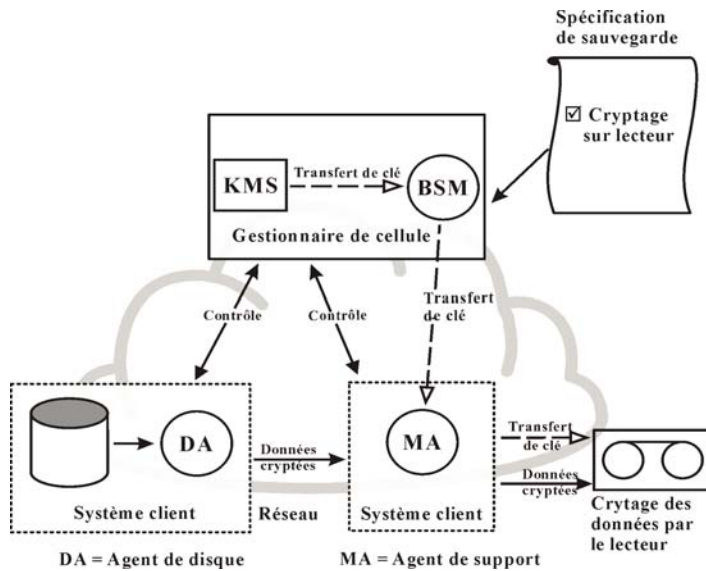 Spécification
de sauvegarde
Cryptage
sur lecteur
KMS
Transfert de clé
BSM
Gestionnaire de cellule
Transfert
de clé
Contrôle
Contrôle
DA
Données
cryptées
MA
Transfert
de clé
Données
cryptées
Système client
Réseau
Système client
Crytage des
données par
le lecteur
DA = Agent de disque
MA = Agent de support